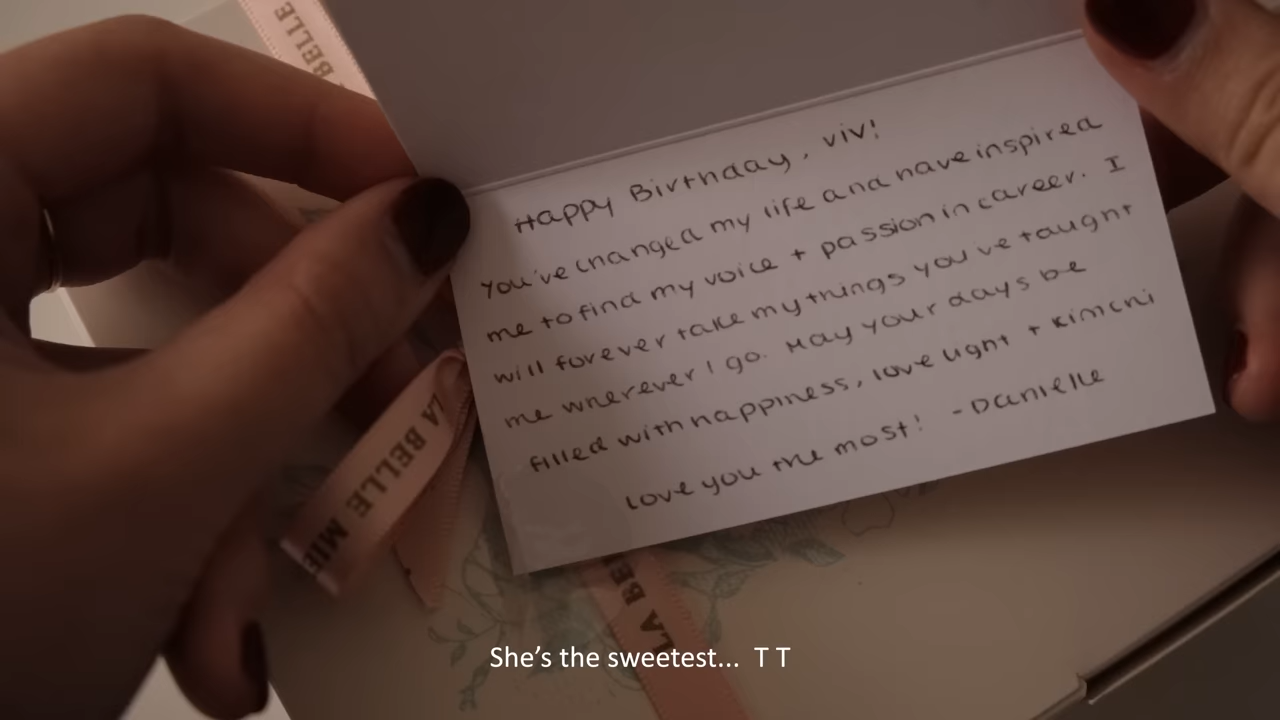 LA BELLE
Happy Birthday, Viv!
You've changed my life and have inspired
me to find my voice + passion in career. I
will forever take my things you've taught
me wherever I go. May your days be
filled with happiness, love light + kimchi
love you the most! - Danielle
LA BELLE MIE
LA BEL
She's the sweetest... T T